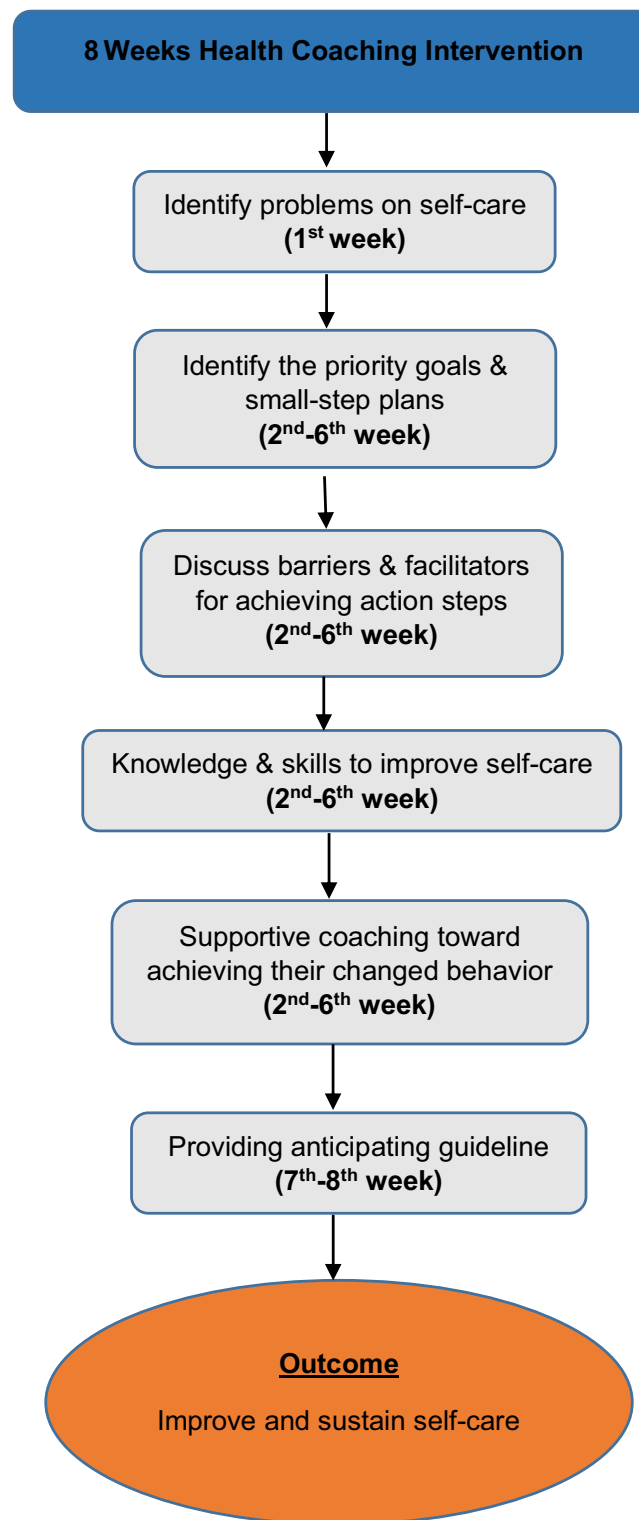 8 Weeks Health Coaching Intervention
Identify problems on self-care
(1st week)
Identify the priority goals &
small-step plans
(2nd-6th week)
Discuss barriers & facilitators
for achieving action steps
(2nd-6th week)
Knowledge & skills to improve self-care
(2nd-6th week)
Supportive coaching toward
achieving their changed behavior
(2nd-6th week)
Providing anticipating guideline
(7th-8th week)
Outcome
Improve and sustain self-care